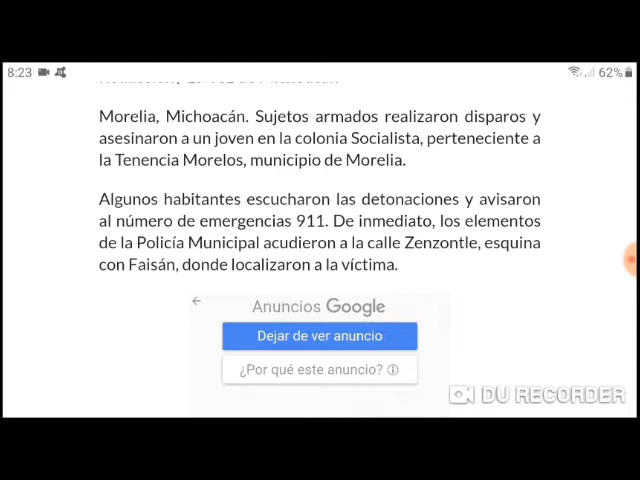 8:23
62%
Morelia, Michoacán. Sujetos armados realizaron disparos y
asesinaron a un joven en la colonia Socialista, perteneciente a
la Tenencia Morelos, municipio de Morelia.
Algunos habitantes escucharon las detonaciones y avisaron
al número de emergencias 911. De inmediato, los elementos
de la Policía Municipal acudieron a la calle Zenzontle, esquina
con Faisán, donde localizaron a la víctima.
Anuncios Google
Dejar de ver anuncio
¿Por qué este anuncio?
DU RECORDER